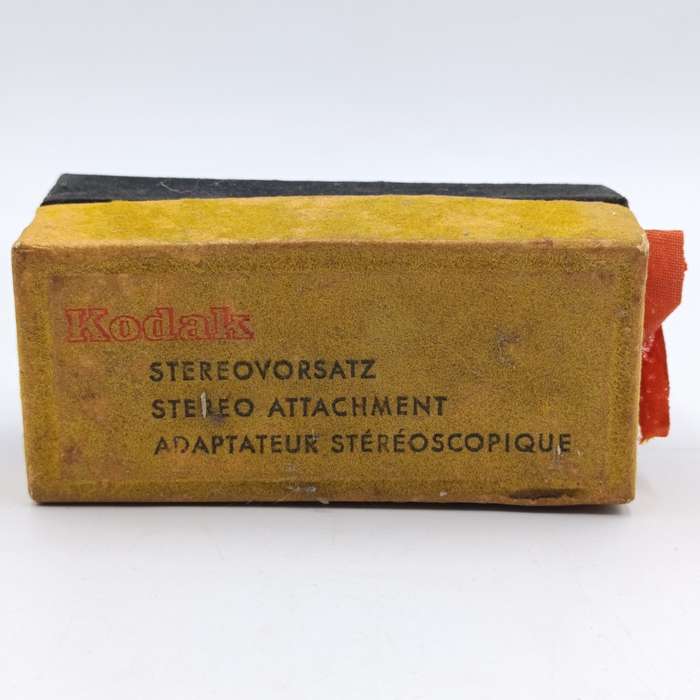 Kodak
STEREOVORSATZ
STEREO ATTACHMENT
ADAPTATEUR STÉRÉOSCOPIQUE